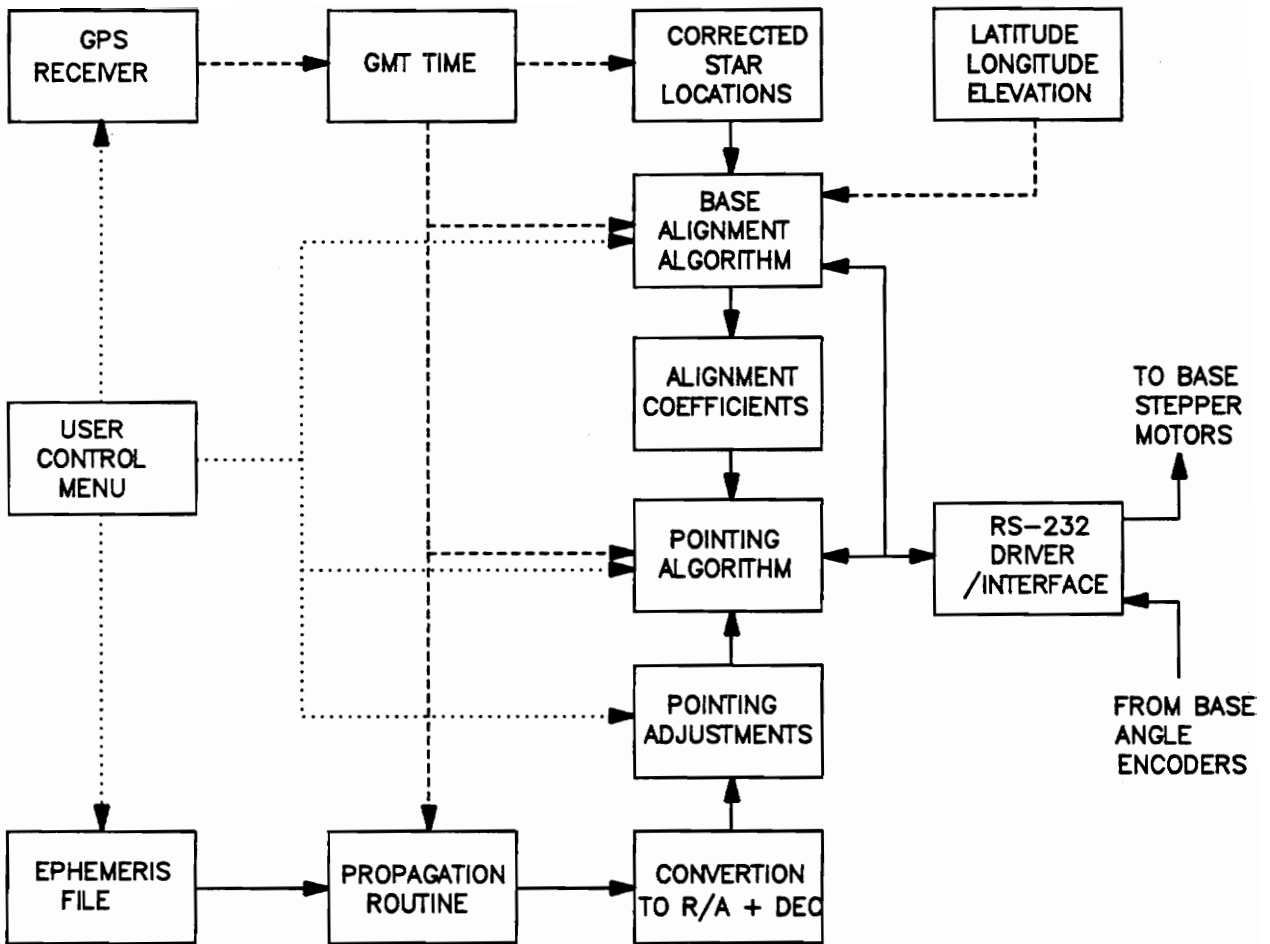 GPS
RECEIVER
GMT TIME
CORRECTED
STAR
LOCATIONS
LATITUDE
LONGITUDE
ELEVATION
BASE
ALIGNMENT
ALGORITHM
ALIGNMENT
COEFFICIENTS
TO BASE
STEPPER
MOTORS
USER
CONTROL
MENU
POINTING
ALGORITHM
RS-232
DRIVER
/INTERFACE
POINTING
ADJUSTMENTS
FROM BASE
ANGLE
ENCODERS
EPHEMERIS
FILE
PROPAGATION
ROUTINE
CONVERTION
TO R/A + DEC